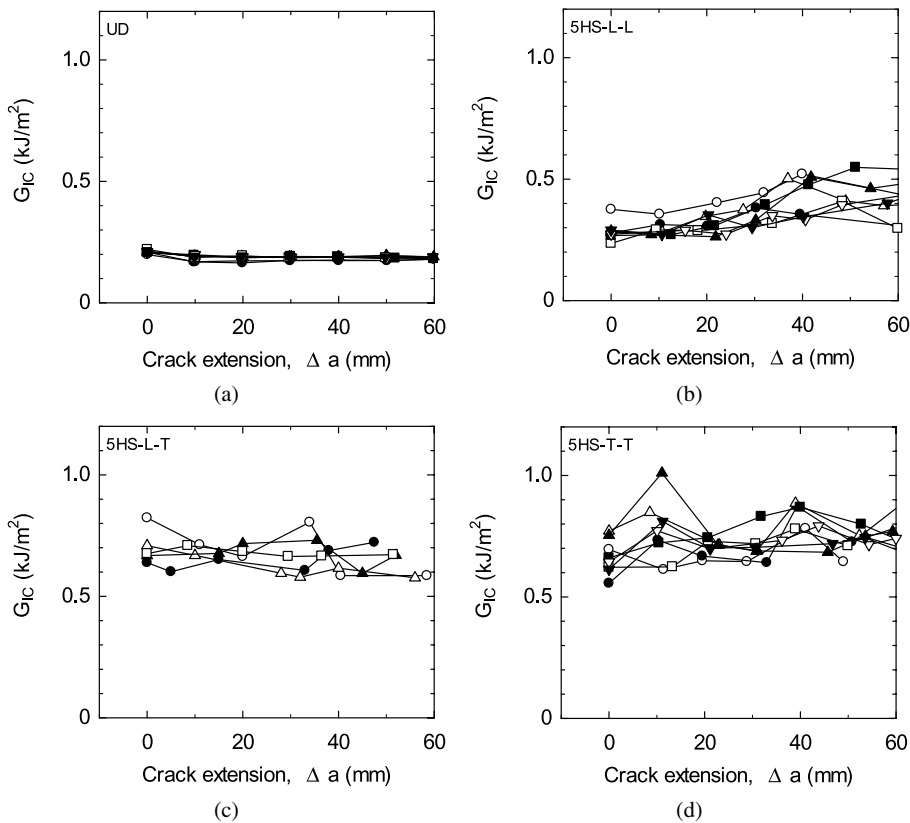 UD
1.0
0.5
0
G_IC (kJ/m²)
0 20 40 60
Crack extension, Δ a (mm)
(a)
5HS-L-L
1.0
0.5
0
G_IC (kJ/m²)
0 20 40 60
Crack extension, Δ a (mm)
(b)
5HS-L-T
1.0
0.5
0
G_IC (kJ/m²)
0 20 40 60
Crack extension, Δ a (mm)
(c)
5HS-T-T
1.0
0.5
0
G_IC (kJ/m²)
0 20 40 60
Crack extension, Δ a (mm)
(d)